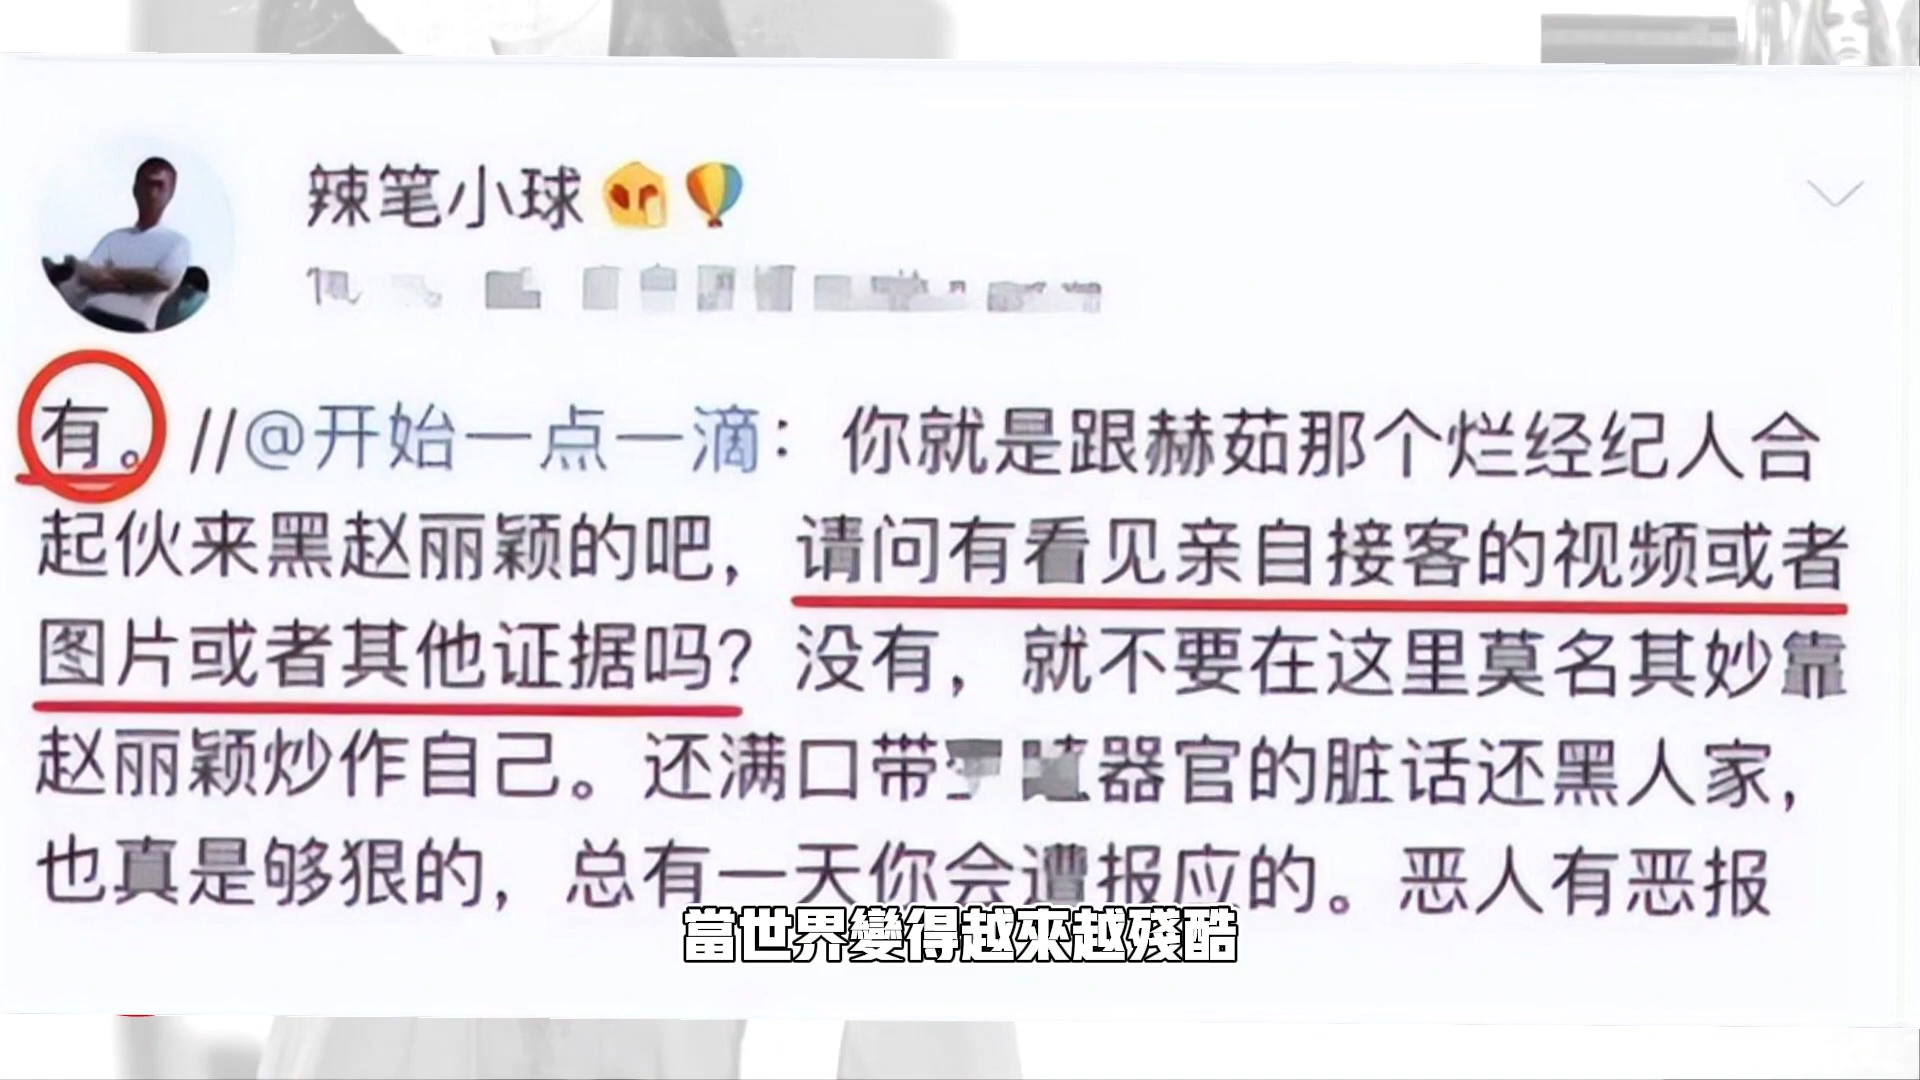 辣笔小球
有。//@开始一点一滴：你就是跟赫茹那个烂经纪人合
起伙来黑赵丽颖的吧，请问有看见亲自接客的视频或者
图片或者其他证据吗？没有，就不要在这里莫名其妙靠
赵丽颖炒作自己。还满口带器官的脏话还黑人家，
也真是够狠的，总有一天你会遭报应的。恶人有恶报
當世界變得越來越殘酷